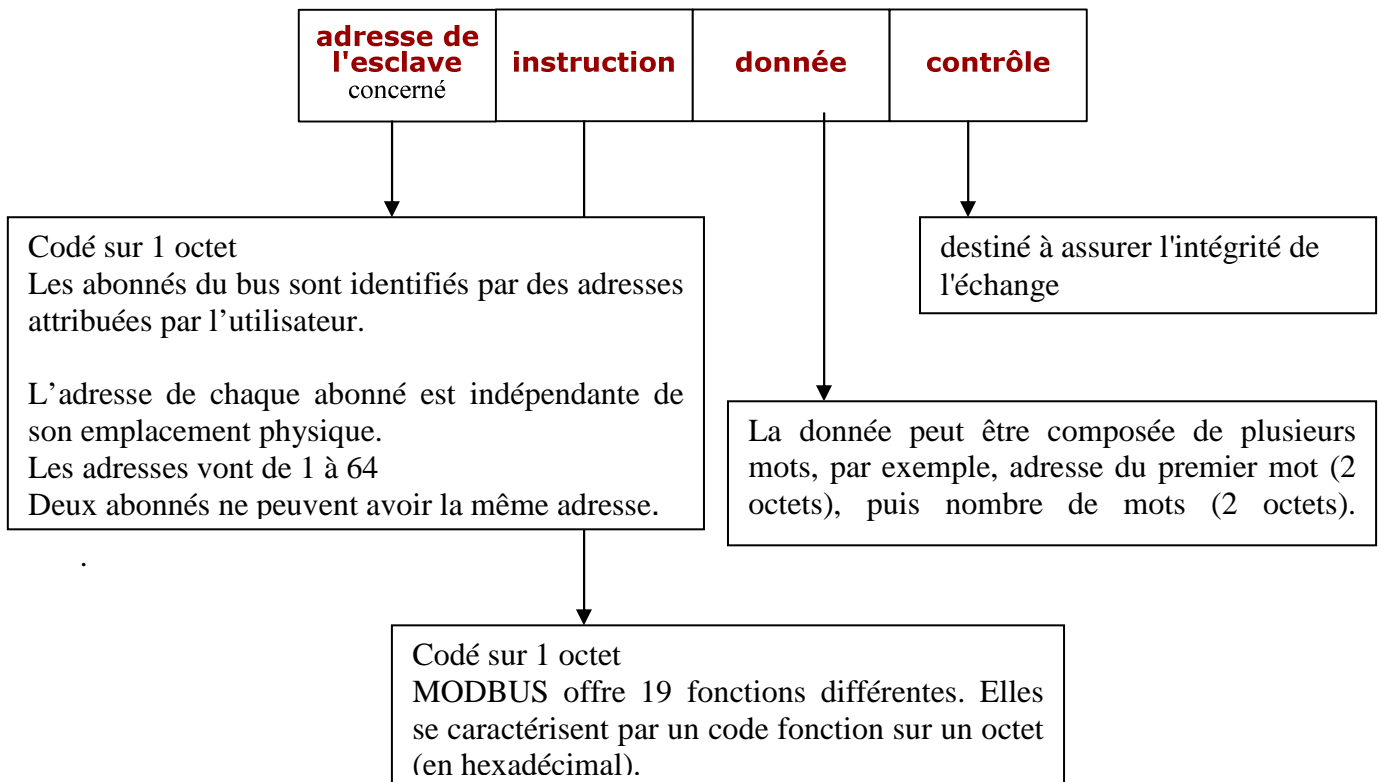 adresse de
l'esclave
concerné
instruction
donnée
contrôle
Codé sur 1 octet
Les abonnés du bus sont identifiés par des adresses
attribuées par l’utilisateur.
L’adresse de chaque abonné est indépendante de
son emplacement physique.
Les adresses vont de 1 à 64
Deux abonnés ne peuvent avoir la même adresse.
.
destiné à assurer l'intégrité de
l'échange
La donnée peut être composée de plusieurs
mots, par exemple, adresse du premier mot (2
octets), puis nombre de mots (2 octets).
Codé sur 1 octet
MODBUS offre 19 fonctions différentes. Elles
se caractérisent par un code fonction sur un octet
(en hexadécimal).